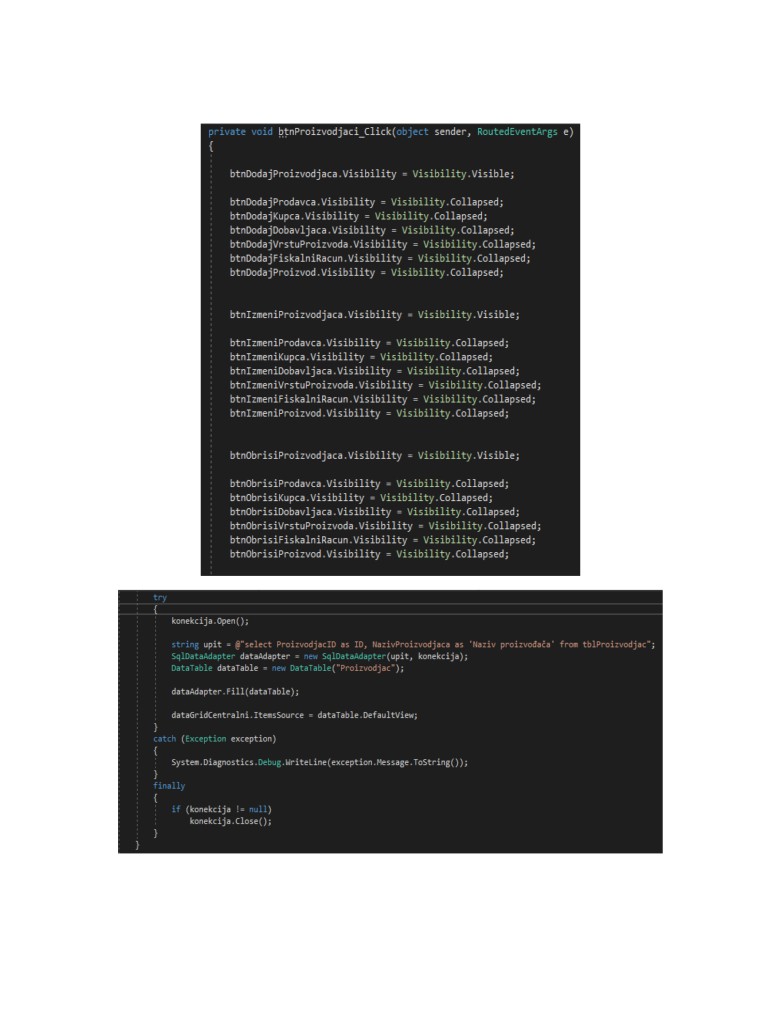 private void btnProizvodjaci_Click(object sender, RoutedEventArgs e)
{
btnDodajProizvodjaca.Visibility = Visibility.Visible;
btnDodajProdavca.Visibility = Visibility.Collapsed;
btnDodajKupca.Visibility = Visibility.Collapsed;
btnDodajDobavljaca.Visibility = Visibility.Collapsed;
btnDodajVrstuProizvoda.Visibility = Visibility.Collapsed;
btnDodajFiskalniRacun.Visibility = Visibility.Collapsed;
btnDodajProizvod.Visibility = Visibility.Collapsed;
btnIzmeniProizvodjaca.Visibility = Visibility.Visible;
btnIzmeniProdavca.Visibility = Visibility.Collapsed;
btnIzmeniKupca.Visibility = Visibility.Collapsed;
btnIzmeniDobavljaca.Visibility = Visibility.Collapsed;
btnIzmeniVrstuProizvoda.Visibility = Visibility.Collapsed;
btnIzmeniFiskalniRacun.Visibility = Visibility.Collapsed;
btnIzmeniProizvod.Visibility = Visibility.Collapsed;
btnObrisiProizvodjaca.Visibility = Visibility.Visible;
btnObrisiProdavca.Visibility = Visibility.Collapsed;
btnObrisiKupca.Visibility = Visibility.Collapsed;
btnObrisiDobavljaca.Visibility = Visibility.Collapsed;
btnObrisiVrstuProizvoda.Visibility = Visibility.Collapsed;
btnObrisiFiskalniRacun.Visibility = Visibility.Collapsed;
btnObrisiProizvod.Visibility = Visibility.Collapsed;
try
{
konekcija.Open();
string upit = @"select ProizvodjacID as ID, NazivProizvodjaca as 'Naziv proizvođača' from tblProizvodjac";
SqlDataAdapter dataAdapter = new SqlDataAdapter(upit, konekcija);
DataTable dataTable = new DataTable("Proizvodjac");
dataAdapter.Fill(dataTable);
dataGridCentralni.ItemsSource = dataTable.DefaultView;
}
catch (Exception exception)
{
System.Diagnostics.Debug.WriteLine(exception.Message.ToString());
}
finally
{
if (konekcija != null)
konekcija.Close();
}
}